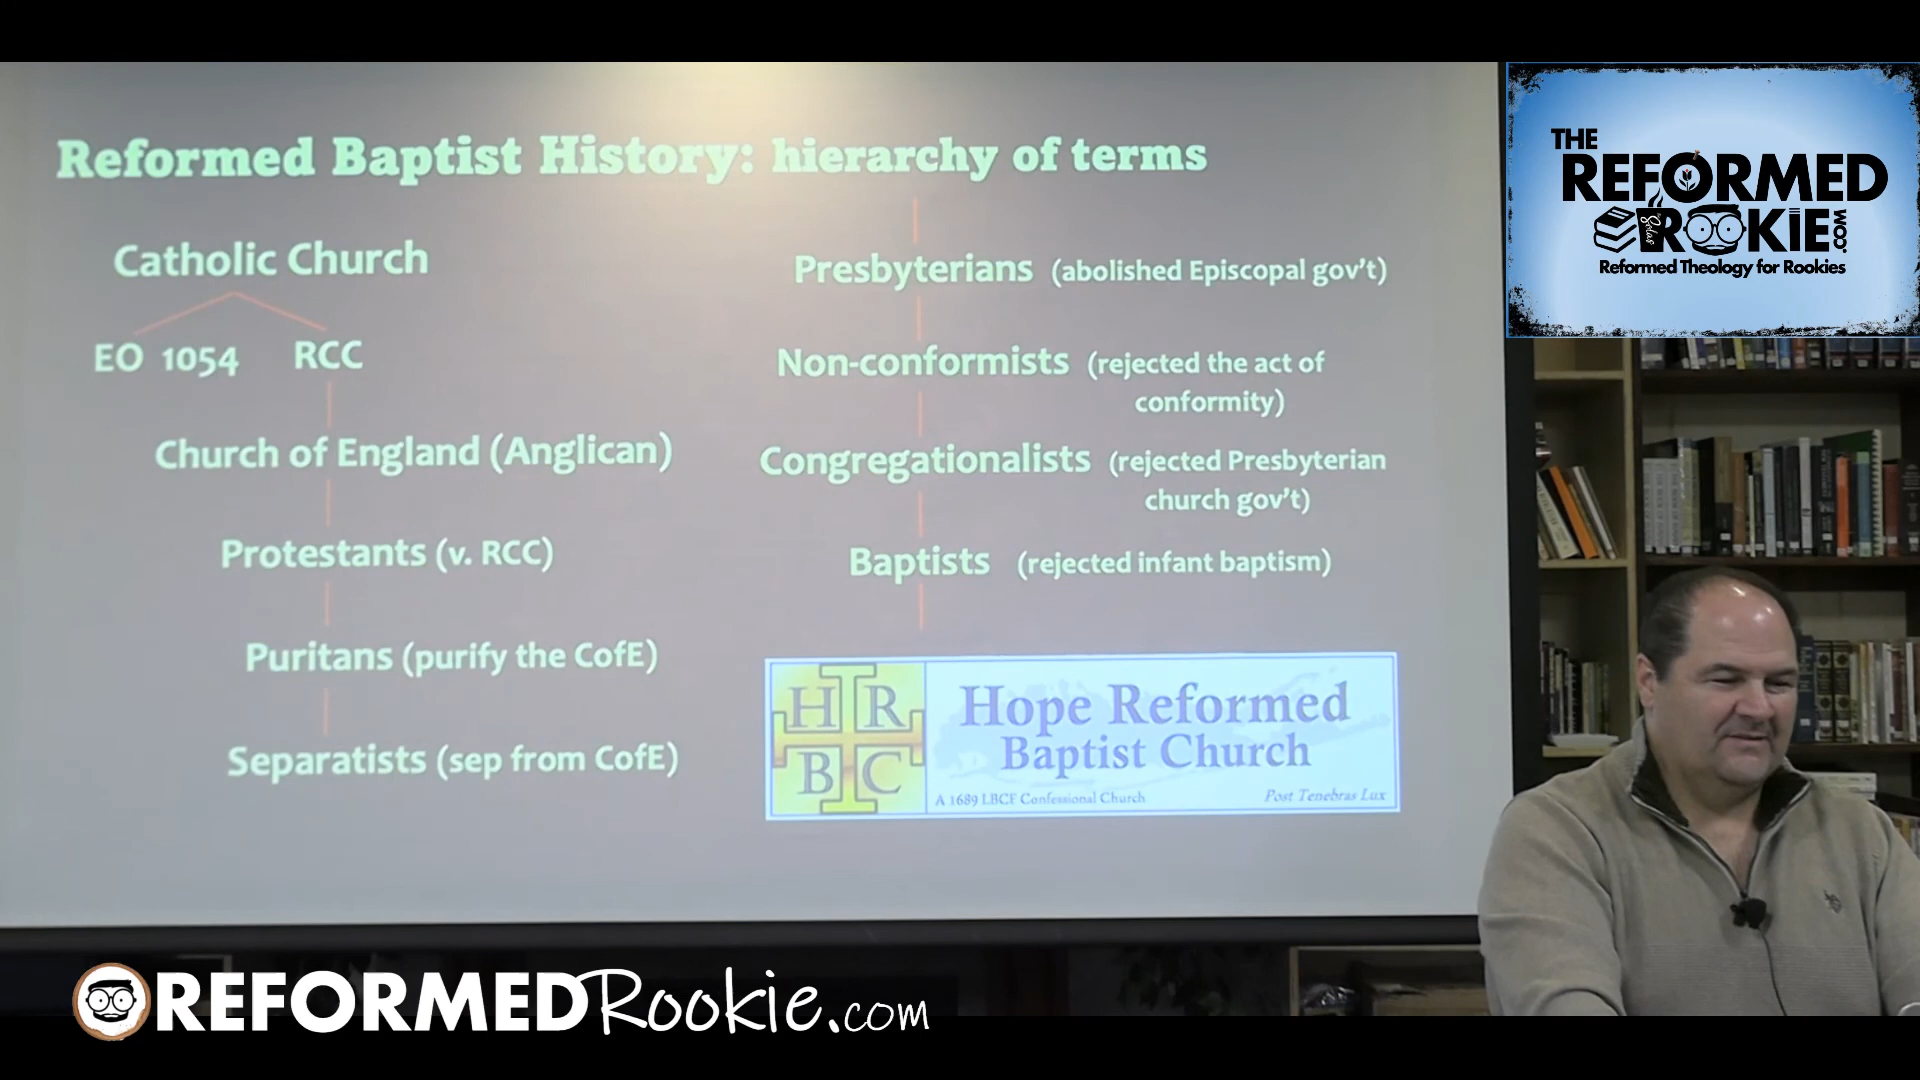 Reformed Baptist History: hierarchy of terms
Catholic Church
EO 1054 RCC
Church of England (Anglican)
Protestants (v. RCC)
Puritans (purify the CofE)
Separatists (sep from CofE)
Presbyterians (abolished Episcopal gov't)
Non-conformists (rejected the act of
conformity)
Congregationalists (rejected Presbyterian
church gov't)
Baptists (rejected infant baptism)
H R
B C
Hope Reformed
Baptist Church
A 1689 LBCF Confessional Church
Post Tenebras Lux
THE
REFORMED
ROOKIE
.COM
Solas
Reformed Theology for Rookies
REFORMEDRookie.com